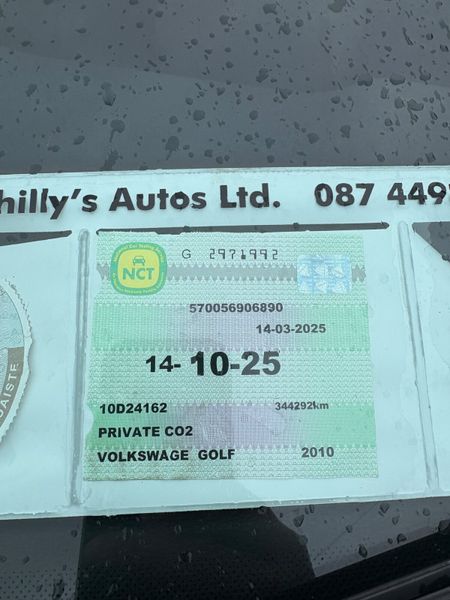 hilly's Autos Ltd. 087 449
NCT
G 2971992
570056906890
14-03-2025
14- 10-25
10D24162 344292km
PRIVATE CO2
VOLKSWAGE GOLF 2010
AISTE